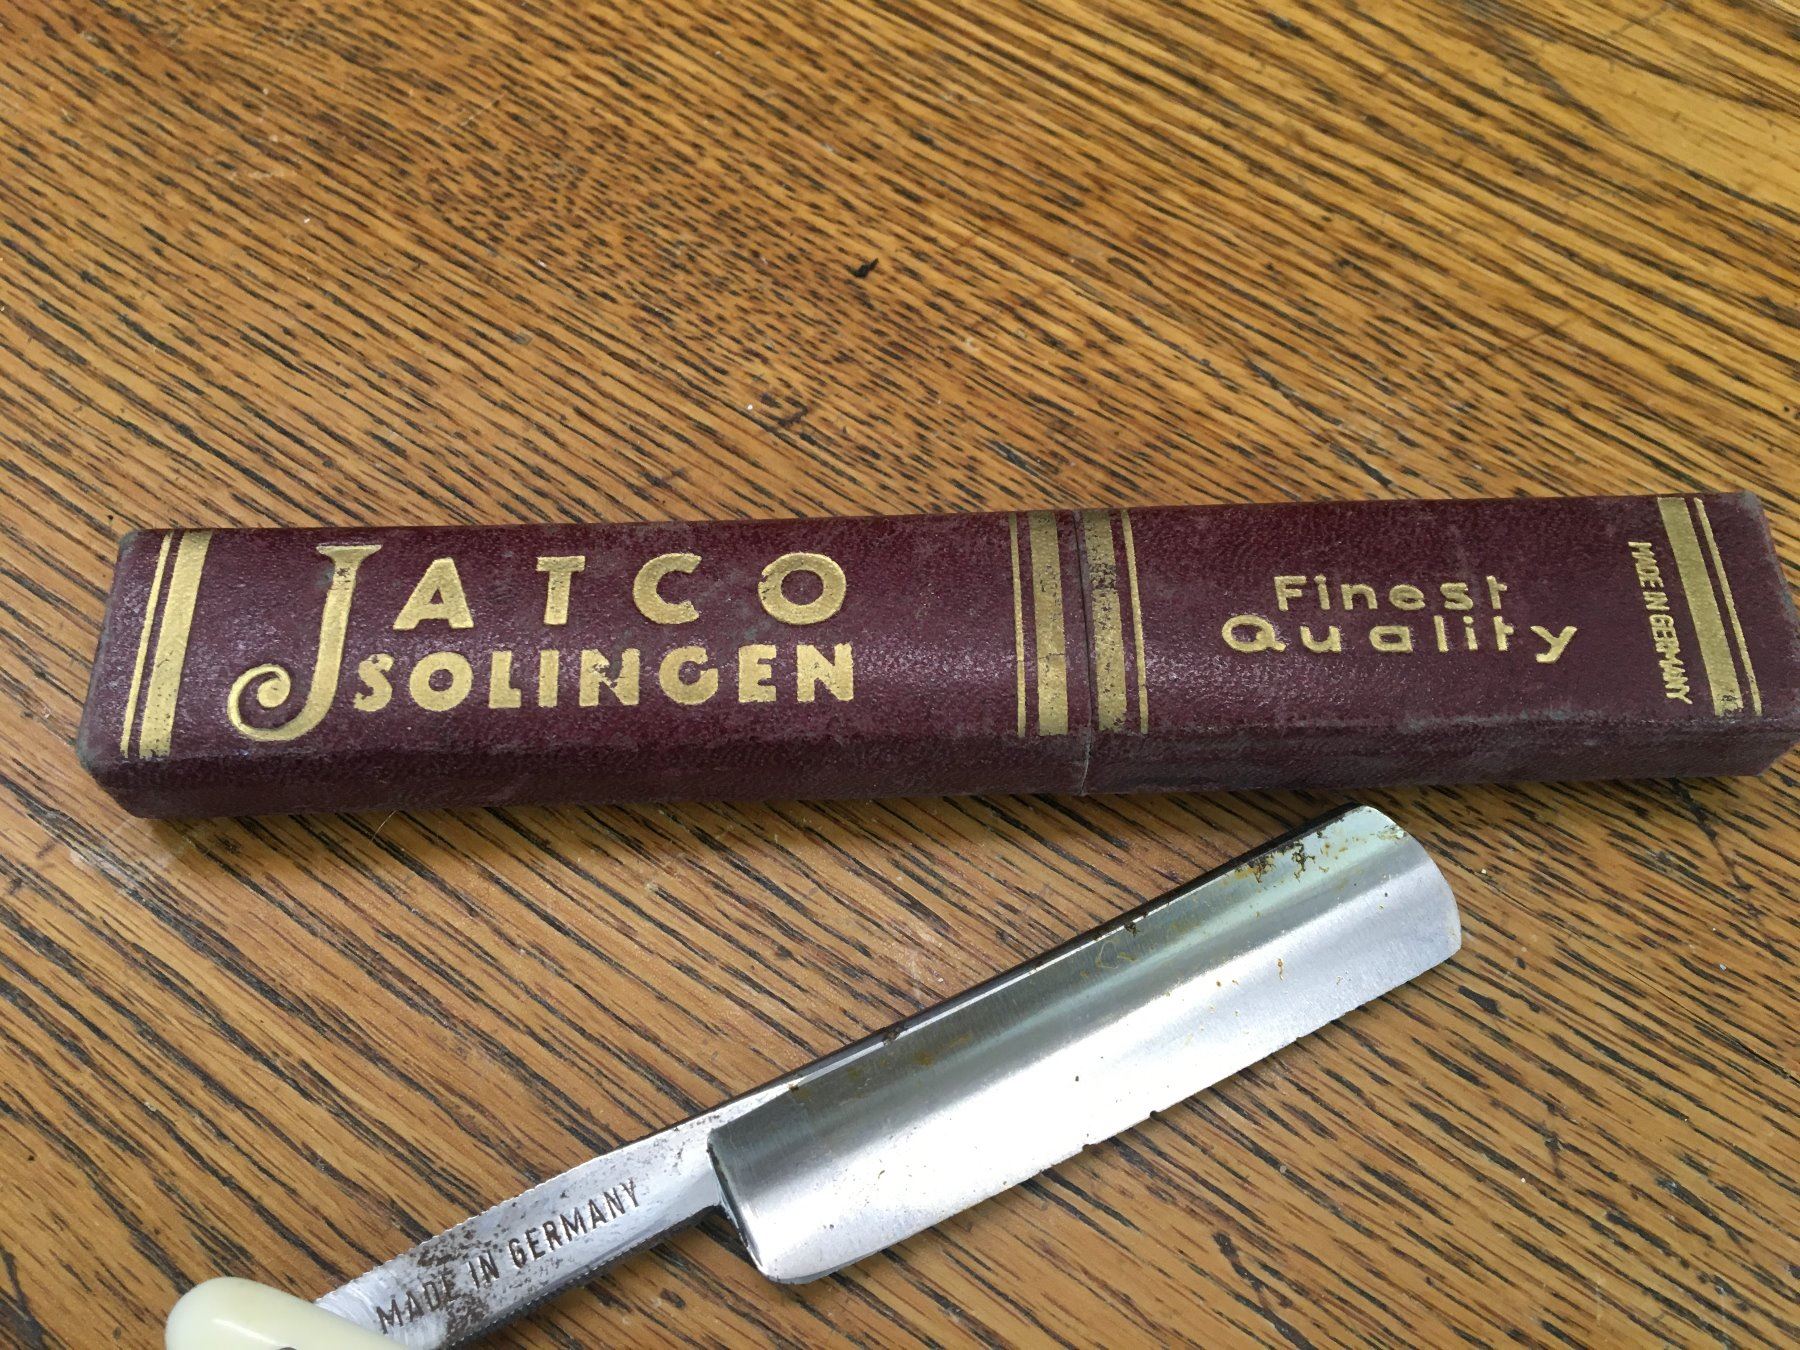 JATCO
SOLINGEN
Finest
Quality
MADE IN GERMANY
MADE IN GERMANY